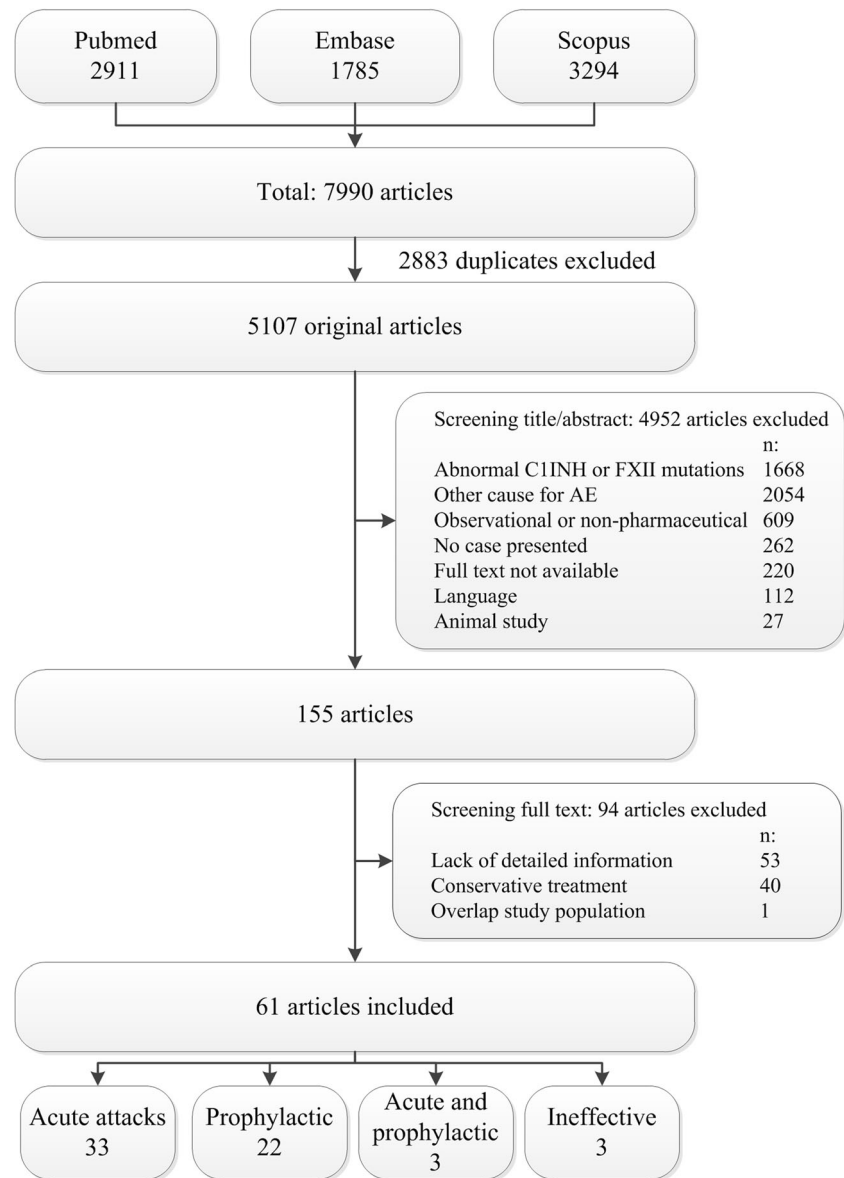 Pubmed
2911
Embase
1785
Scopus
3294
Total: 7990 articles
2883 duplicates excluded
5107 original articles
Screening title/abstract: 4952 articles excluded
n:
Abnormal C1INH or FXII mutations 1668
Other cause for AE 2054
Observational or non-pharmaceutical 609
No case presented 262
Full text not available 220
Language 112
Animal study 27
155 articles
Screening full text: 94 articles excluded
n:
Lack of detailed information 53
Conservative treatment 40
Overlap study population 1
61 articles included
Acute attacks
33
Prophylactic
22
Acute and
prophylactic
3
Ineffective
3